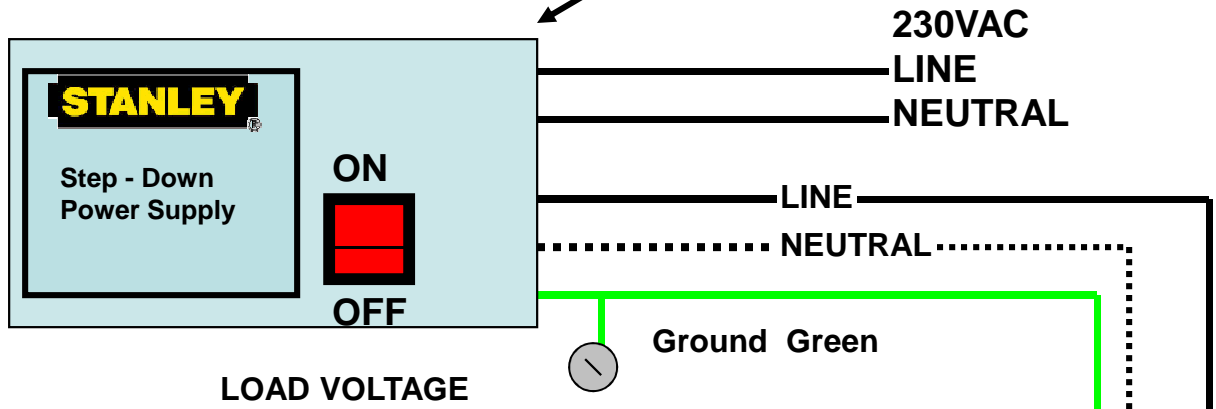 230VAC
LINE
NEUTRAL
STANLEY®
Step - Down
Power Supply
ON
OFF
LINE
NEUTRAL
Ground Green
LOAD VOLTAGE